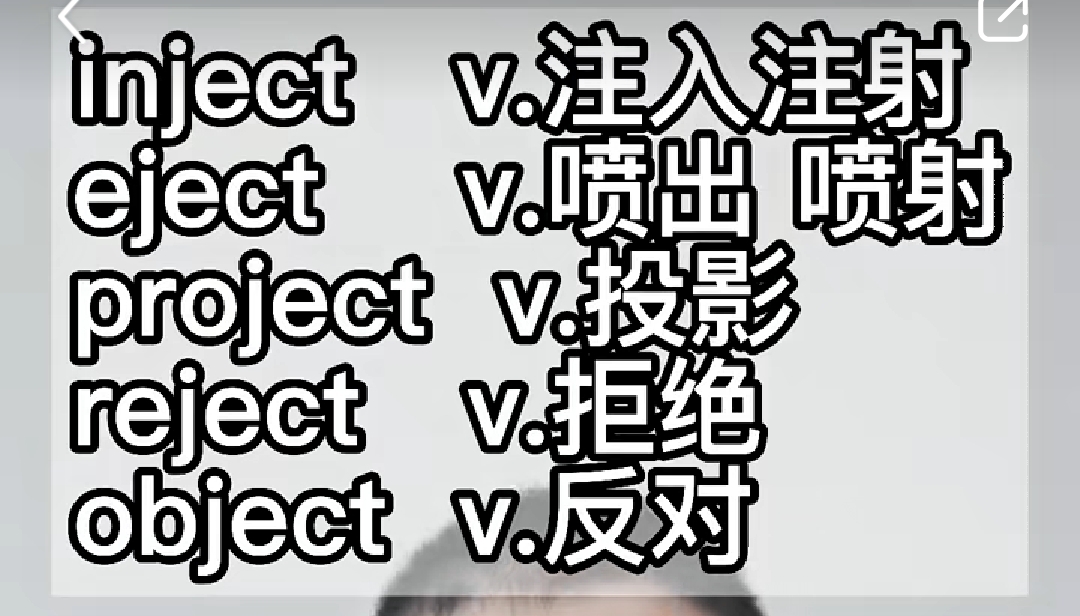 inject v.注入注射
eject v.喷出 喷射
project v.投影
reject v.拒绝
object v.反对